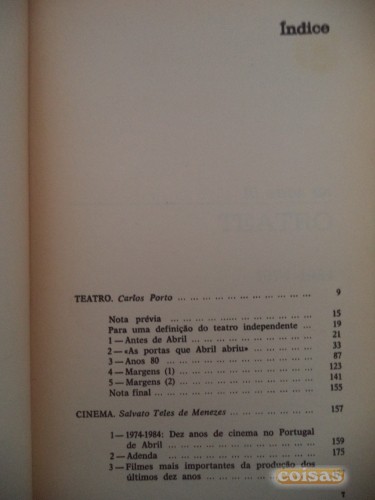 Índice
TEATRO
TEATRO. Carlos Porto ... ... ... ... ... ... ... ... ... ... ... 9
Nota prévia ... ... ... ... ...... ... ... ... ... ... ... 15
Para uma definição do teatro independente ... ... 19
1—Antes de Abril ... ... ... ... ... ... ... ... ... 21
2—«As portas que Abril abriu» ... ... ... ... ... 33
3—Anos 80 ... ... ... ... ... ... ... ... ... ... ... 87
4—Margens (1) ... ... ... ... ... ... ... ... ... ... 123
5—Margens (2) ... ... ... ... ... ... ... ... ... ... 141
Nota final ... ... ... ... ... ... ... ... ... ... ... ... 155
CINEMA. Salvato Teles de Menezes ... ... ... ... ... ... ... 157
1—1974-1984: Dez anos de cinema no Portugal
de Abril ... ... ... ... ... ... ... ... ... ... ... 159
2—Adenda ... ... ... ... ... ... ... ... ... ... ... 175
3—Filmes mais importantes da produção dos
últimos dez anos ... ... ... ... ...
coisas
7